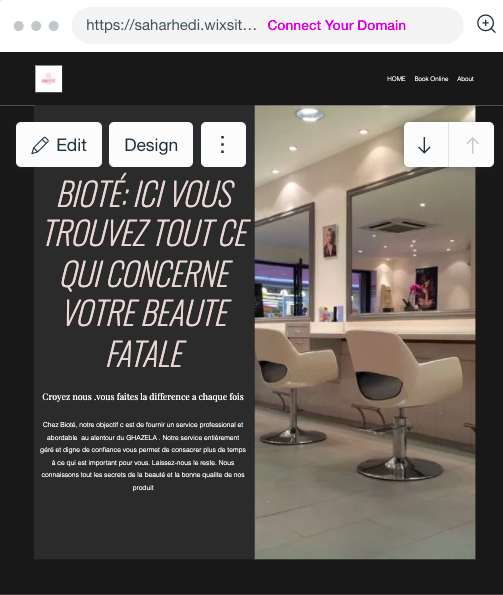 https://saharhedi.wixsit... Connect Your Domain
HOME Book Online About
Edit Design
BIOTÉ: ICI VOUS
TROUVEZ TOUT CE
QUI CONCERNE
VOTRE BEAUTE
FATALE
Croyez nous .vous faites la difference a chaque fois
Chez Bioté, notre objectif c est de fournir un service professional et
abordable au alentour du GHAZELA . Notre service entièrement
géré et digne de confiance vous permet de consacrer plus de temps
à ce qui est important pour vous. Laissez-nous le reste. Nous
connaissons tout les secrets de la beauté et la bonne qualite de nos
produit